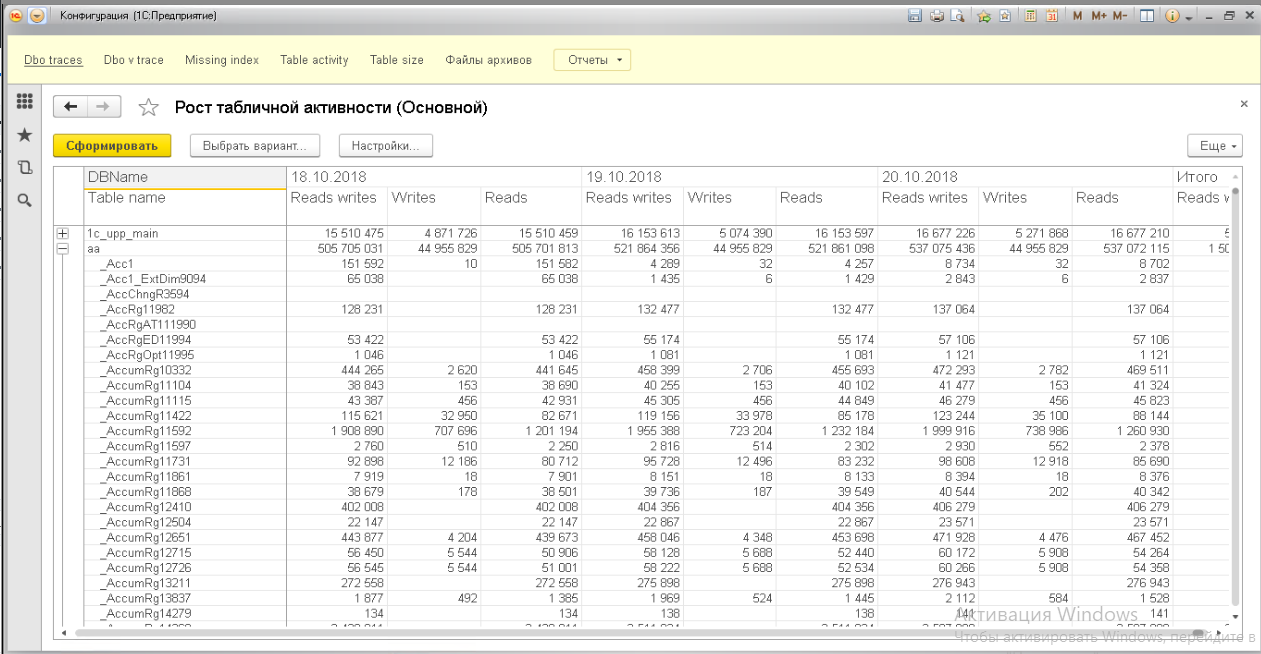 Конфигурация (1С:Предприятие)
M M+ M-
Dbo traces Dbo v trace Missing index Table activity Table size Файлы архивов Отчеты
Рост табличной активности (Основной)
Сформировать Выбрать вариант... Настройки... Еще
DBName 18.10.2018 19.10.2018 20.10.2018 Итого
Table name Reads writes Writes Reads Reads writes Writes Reads Reads writes Writes Reads Reads
1c_upp_main 15 510 475 4 871 726 15 510 459 16 153 613 5 074 390 16 153 597 16 677 226 5 271 868 16 677 210
aa 505 705 031 44 955 829 505 701 813 521 864 356 44 955 829 521 861 098 537 075 436 44 955 829 537 072 115 1 50
_Acc1 151 592 10 151 582 4 289 32 4 257 8 734 32 8 702
_Acc1_ExtDim9094 65 038 65 038 1 435 6 1 429 2 843 6 2 837
_AccChngR3594
_AccRg11982 128 231 128 231 132 477 132 477 137 064 137 064
_AccRgAT111990
_AccRgED11994 53 422 53 422 55 174 55 174 57 106 57 106
_AccRgOpt11995 1 046 1 046 1 081 1 081 1 121 1 121
_AccumRg10332 444 265 2 620 441 645 458 399 2 706 455 693 472 293 2 782 469 511
_AccumRg11104 38 843 153 38 690 40 255 153 40 102 41 477 153 41 324
_AccumRg11115 43 387 456 42 931 45 305 456 44 849 46 279 456 45 823
_AccumRg11422 115 621 32 950 82 671 119 156 33 978 85 178 123 244 35 100 88 144
_AccumRg11592 1 908 890 707 696 1 201 194 1 955 388 723 204 1 232 184 1 999 916 738 986 1 260 930
_AccumRg11597 2 760 510 2 250 2 816 514 2 302 2 930 552 2 378
_AccumRg11731 92 898 12 186 80 712 95 728 12 496 83 232 98 608 12 918 85 690
_AccumRg11861 7 919 18 7 901 8 151 18 8 133 8 394 18 8 376
_AccumRg11868 38 679 178 38 501 39 736 187 39 549 40 544 202 40 342
_AccumRg12410 402 008 402 008 404 356 404 356 406 279 406 279
_AccumRg12504 22 147 22 147 22 867 22 867 23 571 23 571
_AccumRg12651 443 877 4 204 439 673 458 046 4 348 453 698 471 928 4 476 467 452
_AccumRg12715 56 450 5 544 50 906 58 128 5 688 52 440 60 172 5 908 54 264
_AccumRg12726 56 545 5 544 51 001 58 222 5 688 52 534 60 266 5 908 54 358
_AccumRg13211 272 558 272 558 275 898 275 898 276 943 276 943
_AccumRg13837 1 877 492 1 385 1 969 524 1 445 2 112 584 1 528
_AccumRg14279 134 134 138 138 141 141
Активация Windows
Чтобы активировать Windows, перейдите в